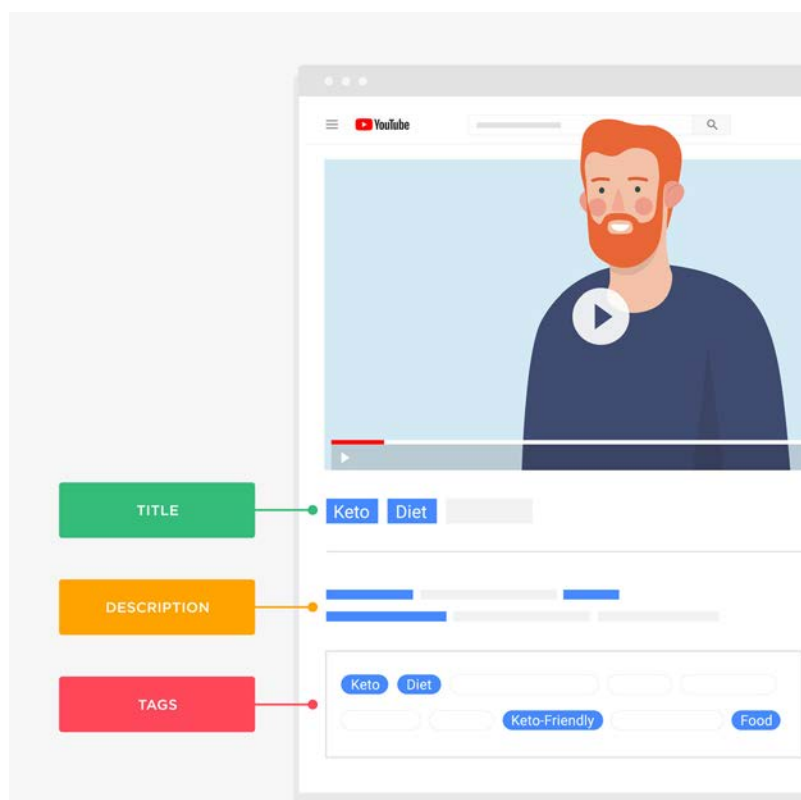 YouTube
TITLE
Keto Diet
DESCRIPTION
TAGS
Keto Diet
Keto-Friendly Food